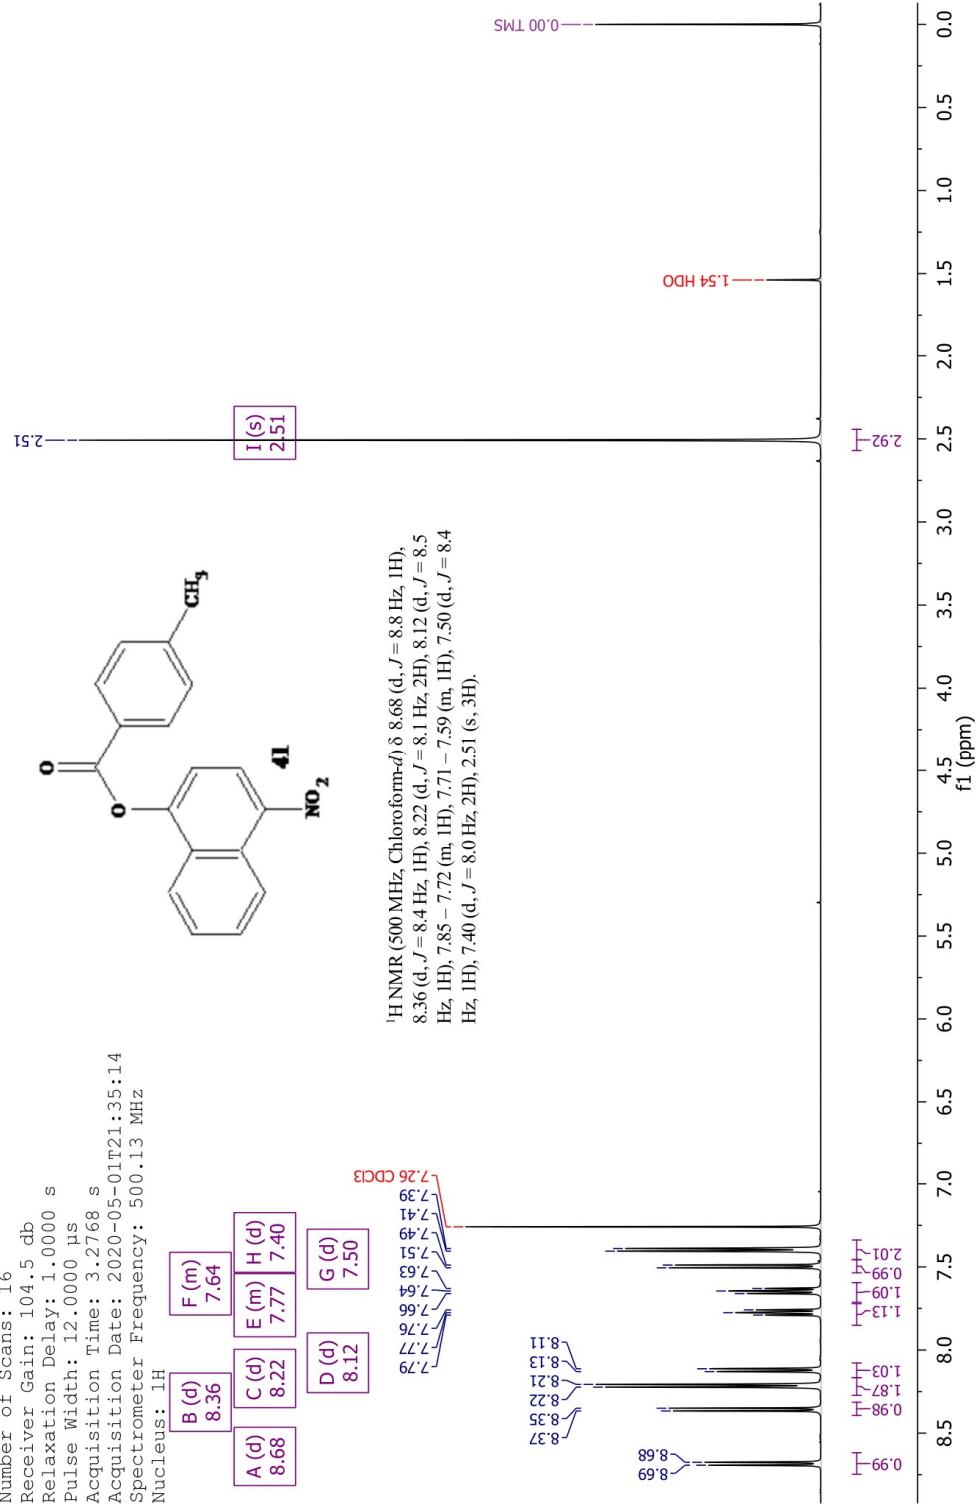 Number of Scans: 16
Receiver Gain: 104.5 db
Relaxation Delay: 1.0000 s
Pulse Width: 12.0000 µs
Acquisition Time: 3.2768 s
Acquisition Date: 2020-05-01T21:35:14
Spectrometer Frequency: 500.13 MHz
Nucleus: 1H
A (d)
8.68
B (d)
8.36
C (d)
8.22
D (d)
8.12
E (m)
7.77
F (m)
7.64
G (d)
7.50
H (d)
7.40
I (s)
2.51
O
O
CH3
NO2
41
¹H NMR (500 MHz, Chloroform-d) δ 8.68 (d, J = 8.8 Hz, 1H),
8.36 (d, J = 8.4 Hz, 1H), 8.22 (d, J = 8.1 Hz, 2H), 8.12 (d, J = 8.5
Hz, 1H), 7.85 – 7.72 (m, 1H), 7.71 – 7.59 (m, 1H), 7.50 (d, J = 8.4
Hz, 1H), 7.40 (d, J = 8.0 Hz, 2H), 2.51 (s, 3H).
8.69
8.68
8.37
8.35
8.22
8.21
8.13
8.11
7.79
7.77
7.76
7.66
7.64
7.63
7.51
7.49
7.41
7.39
7.26 CDCl3
2.51
1.54 HDO
0.00 TMS
0.99
0.98
1.87
1.03
1.13
1.09
0.99
2.01
2.92
8.5
8.0
7.5
7.0
6.5
6.0
5.5
5.0
4.5
4.0
3.5
3.0
2.5
2.0
1.5
1.0
0.5
0.0
f1 (ppm)